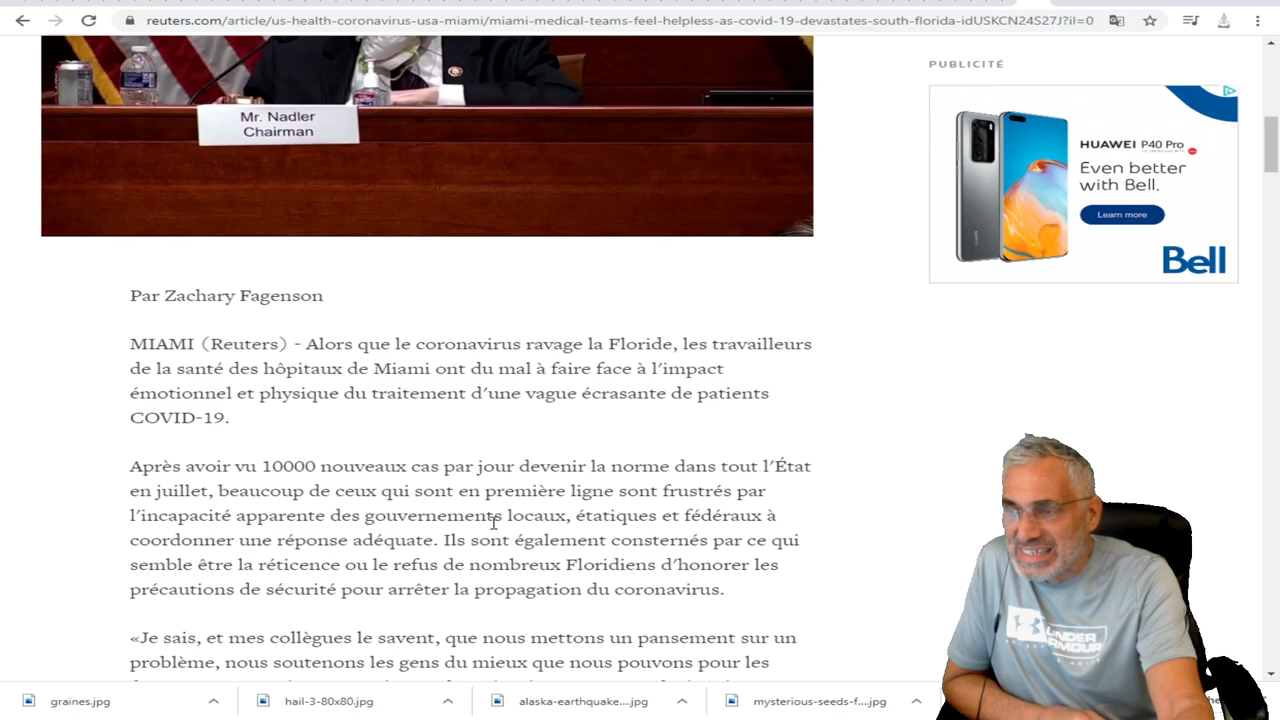 reuters.com/article/us-health-coronavirus-usa-miami/miami-medical-teams-feel-helpless-as-covid-19-devastates-south-florida-idUSKCN24S27J?il=0
Mr. Nadler
Chairman
PUBLICITÉ
HUAWEI P40 Pro
Even better
with Bell.
Learn more
Bell
Par Zachary Fagenson
MIAMI (Reuters) - Alors que le coronavirus ravage la Floride, les travailleurs
de la santé des hôpitaux de Miami ont du mal à faire face à l'impact
émotionnel et physique du traitement d'une vague écrasante de patients
COVID-19.
Après avoir vu 10000 nouveaux cas par jour devenir la norme dans tout l'État
en juillet, beaucoup de ceux qui sont en première ligne sont frustrés par
l'incapacité apparente des gouvernements locaux, étatiques et fédéraux à
coordonner une réponse adéquate. Ils sont également consternés par ce qui
semble être la réticence ou le refus de nombreux Floridiens d'honorer les
précautions de sécurité pour arrêter la propagation du coronavirus.
«Je sais, et mes collègues le savent, que nous mettons un pansement sur un
problème, nous soutenons les gens du mieux que nous pouvons pour les
UNDER
ARMOUR
graines.jpg
hail-3-80x80.jpg
alaska-earthquake....jpg
mysterious-seeds-f....jpg